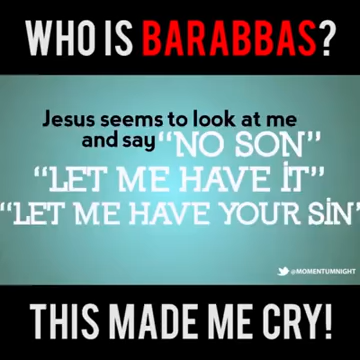 WHO IS BARABBAS?
Jesus seems to look at me
and say "NO SON"
"LET ME HAVE iT"
"LET ME HAVE YOUR SiN"
@MOMENTUMNIGHT
THIS MADE ME CRY!